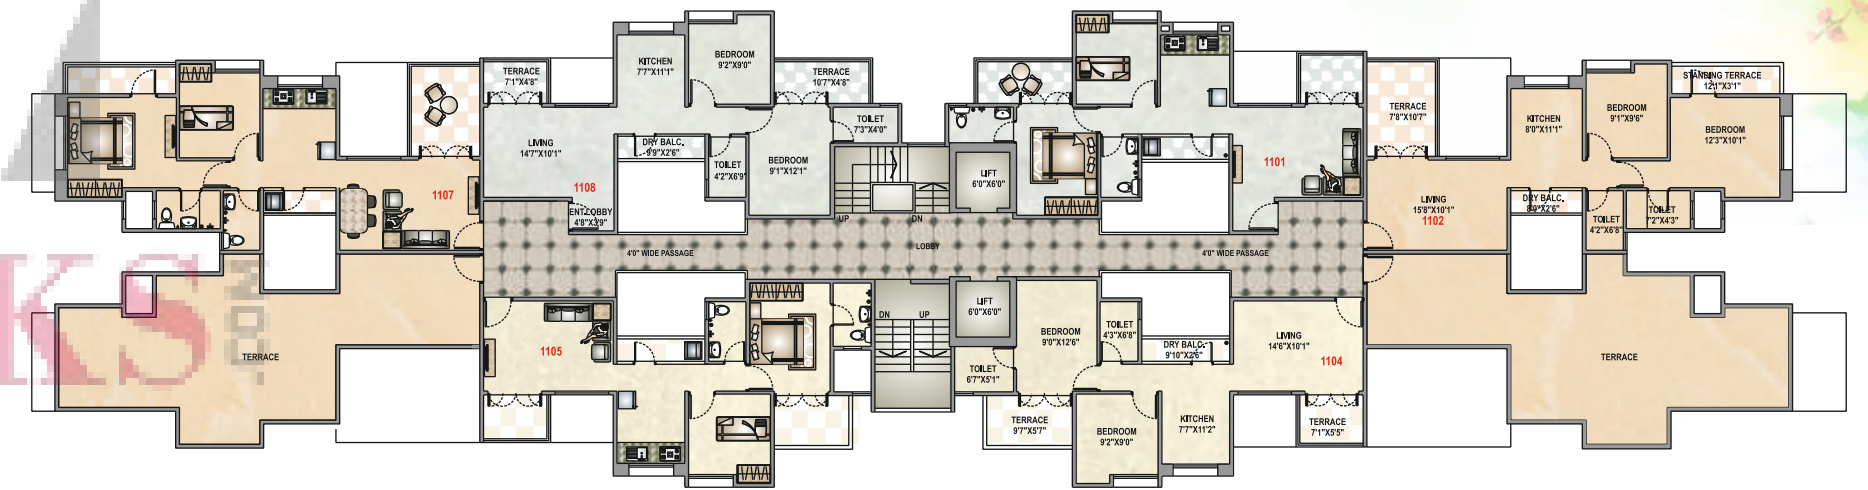 TERRACE
7'1"X4'8"
KITCHEN
7'7"X11'1"
BEDROOM
9'2"X9'0"
TERRACE
10'7"X4'8"
TOILET
7'3"X4'0"
LIVING
14'7"X10'1"
DRY BALC.
9'9"X2'6"
TOILET
4'2"X6'9"
BEDROOM
9'1"X12'1"
1108
ENT.LOBBY
4'8"X3'9"
1107
UP
DN
LIFT
6'0"X6'0"
1101
TERRACE
7'8"X10'7"
KITCHEN
8'0"X11'1"
BEDROOM
9'1"X9'6"
STANDING TERRACE
12'1"X3'1"
BEDROOM
12'3"X10'1"
LIVING
15'8"X10'1"
1102
DRY BALC.
8'0"X2'6"
TOILET
4'2"X6'8"
TOILET
7'2"X4'3"
4'0" WIDE PASSAGE
LOBBY
4'0" WIDE PASSAGE
TERRACE
1105
DN
UP
LIFT
6'0"X6'0"
BEDROOM
9'0"X12'6"
TOILET
4'3"X6'8"
TOILET
6'7"X5'1"
DRY BALC.
9'10"X2'6"
LIVING
14'6"X10'1"
1104
TERRACE
9'7"X5'7"
BEDROOM
9'2"X9'0"
KITCHEN
7'7"X11'2"
TERRACE
7'1"X5'5"
TERRACE
KS